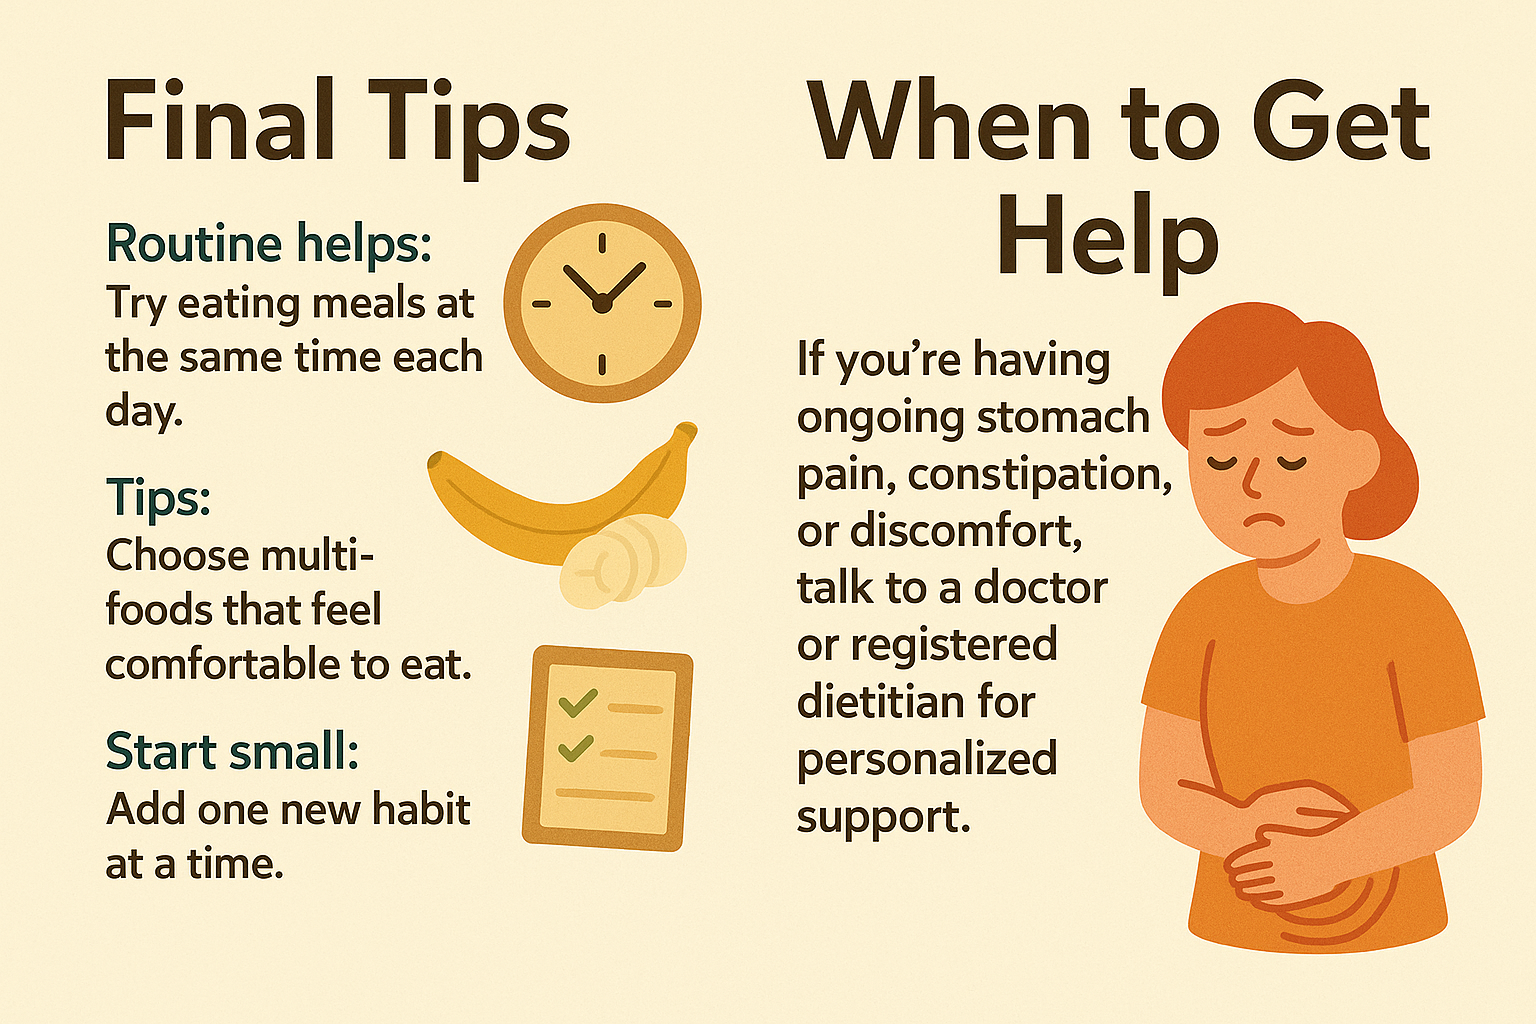 Final Tips
Routine helps:
Try eating meals at
the same time each
day.
Tips:
Choose multi-
foods that feel
comfortable to eat.
Start small:
Add one new habit
at a time.
When to Get
Help
If you’re having
ongoing stomach
pain, constipation,
or discomfort,
talk to a doctor
or registered
dietitian for
personalized
support.